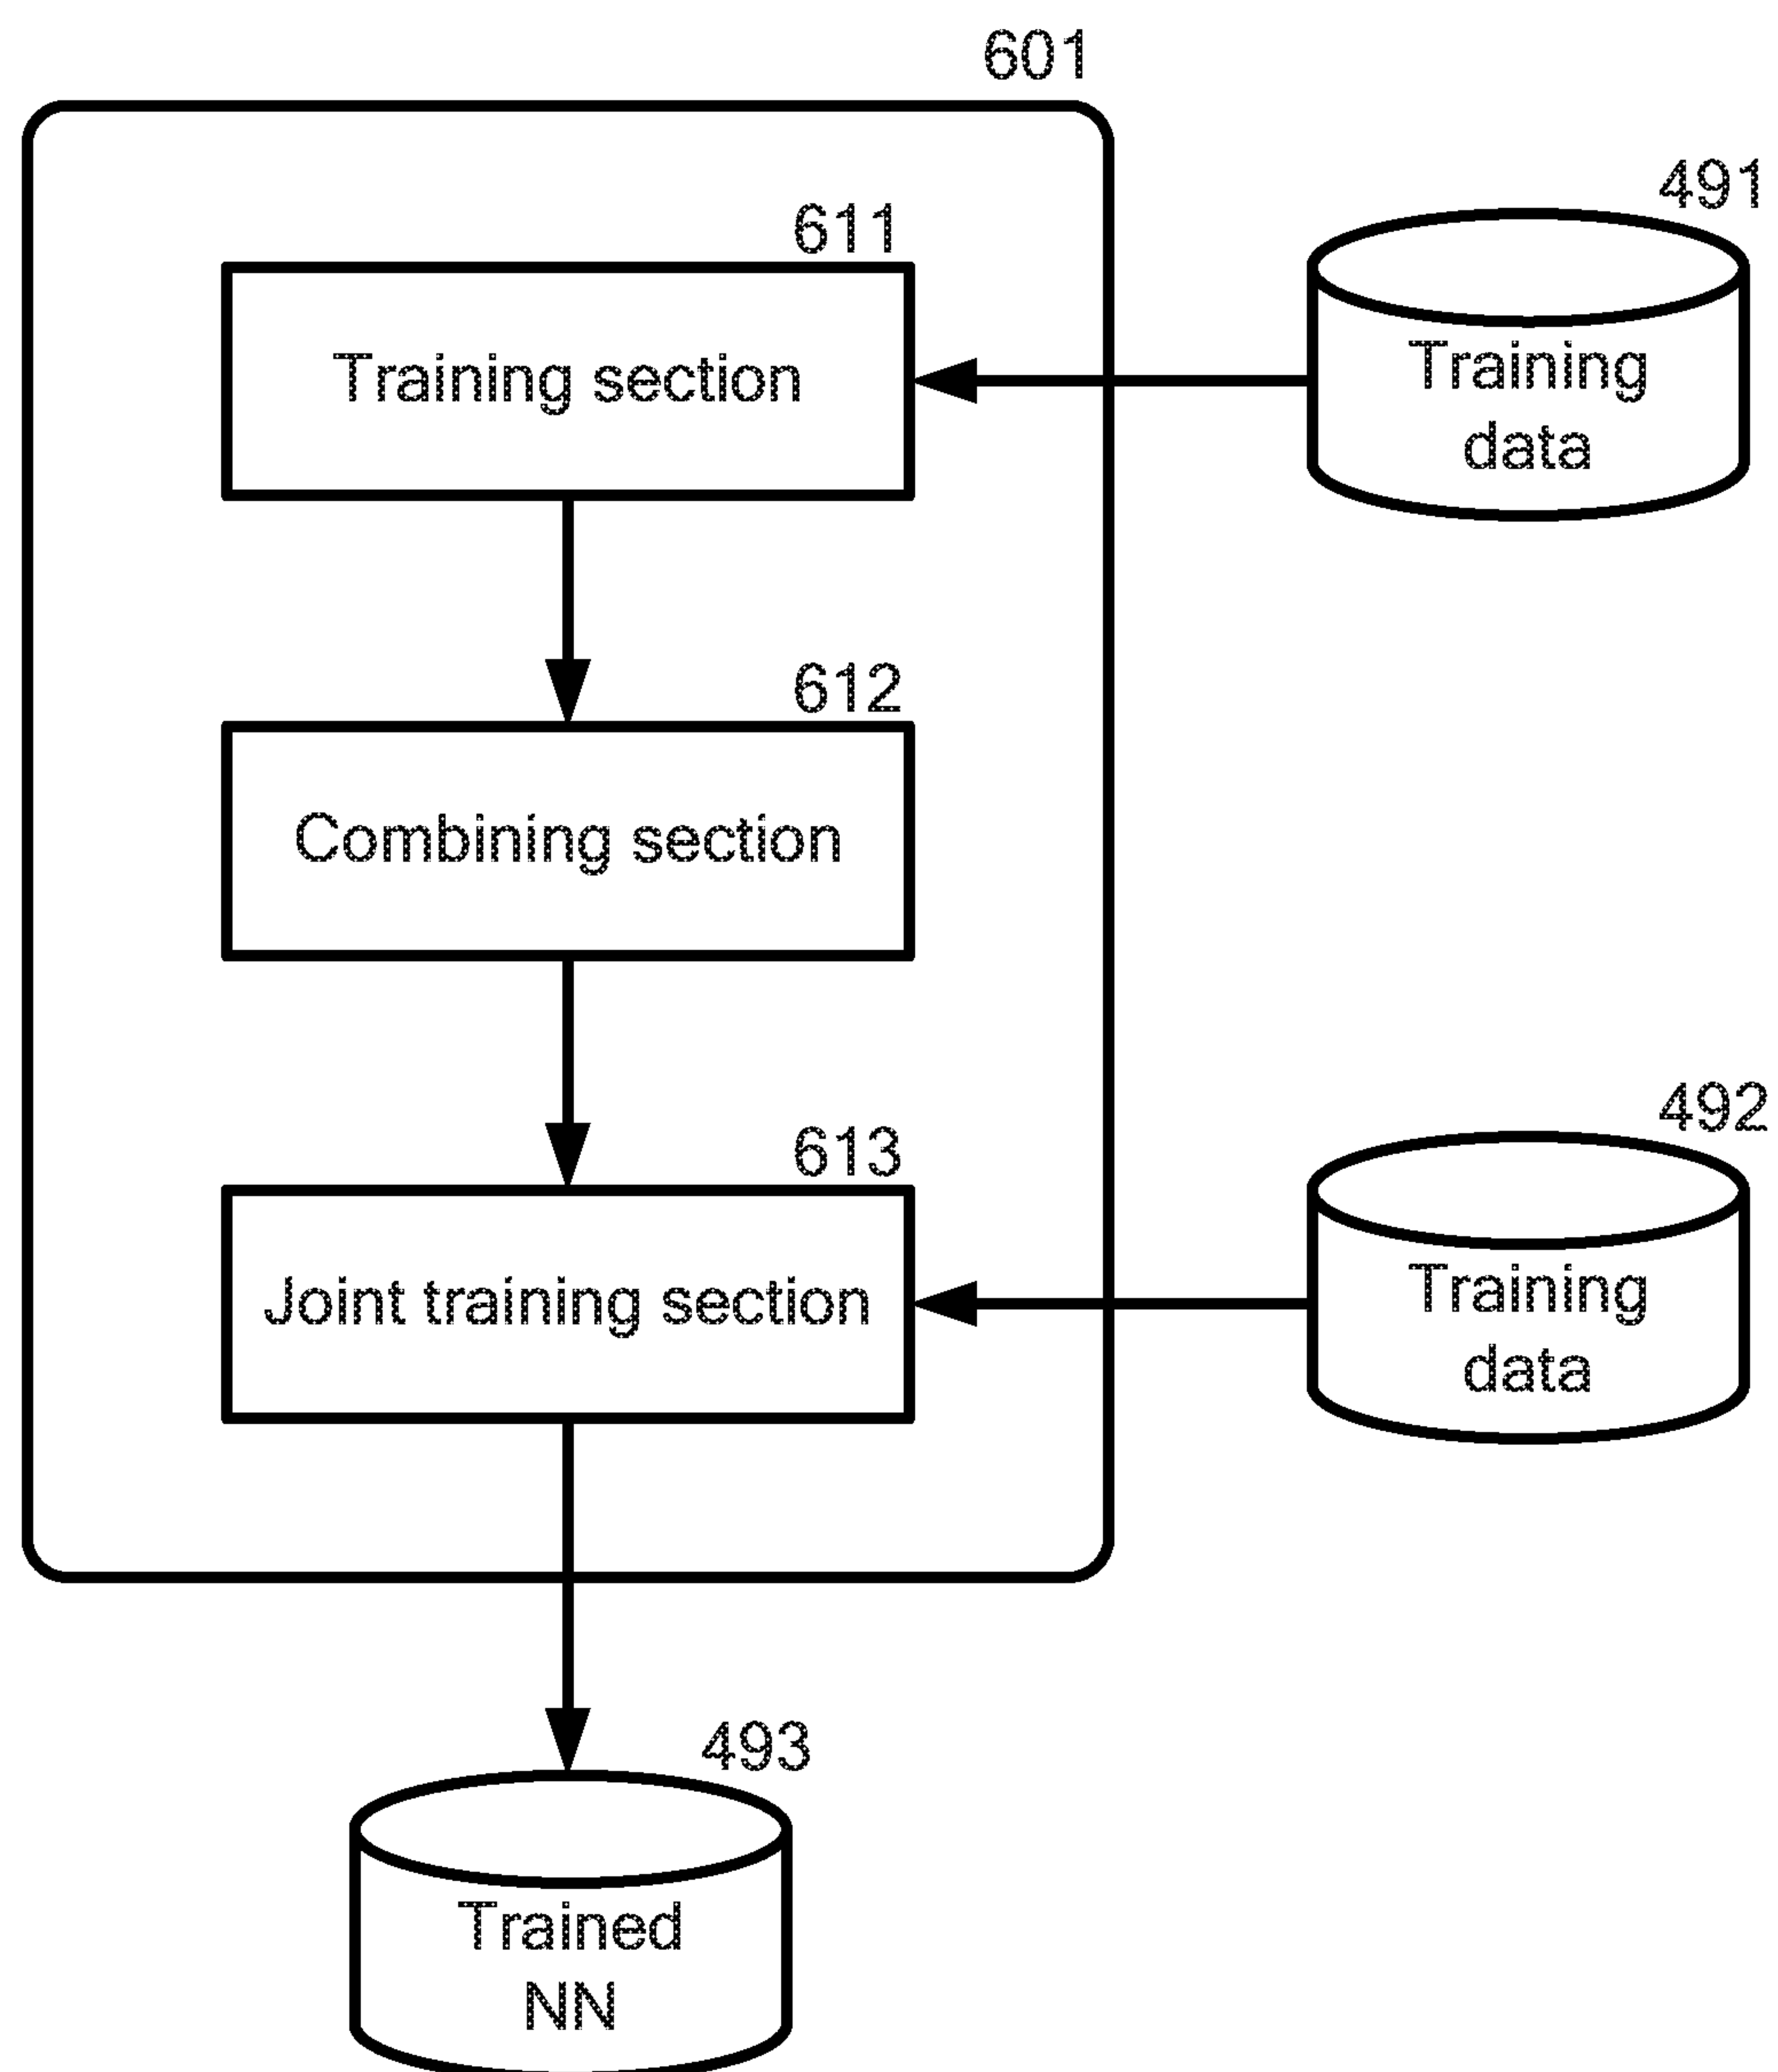 601
491
611
Training section
Training
data
612
Combining section
492
613
Joint training section
Training
data
493
Trained
NN